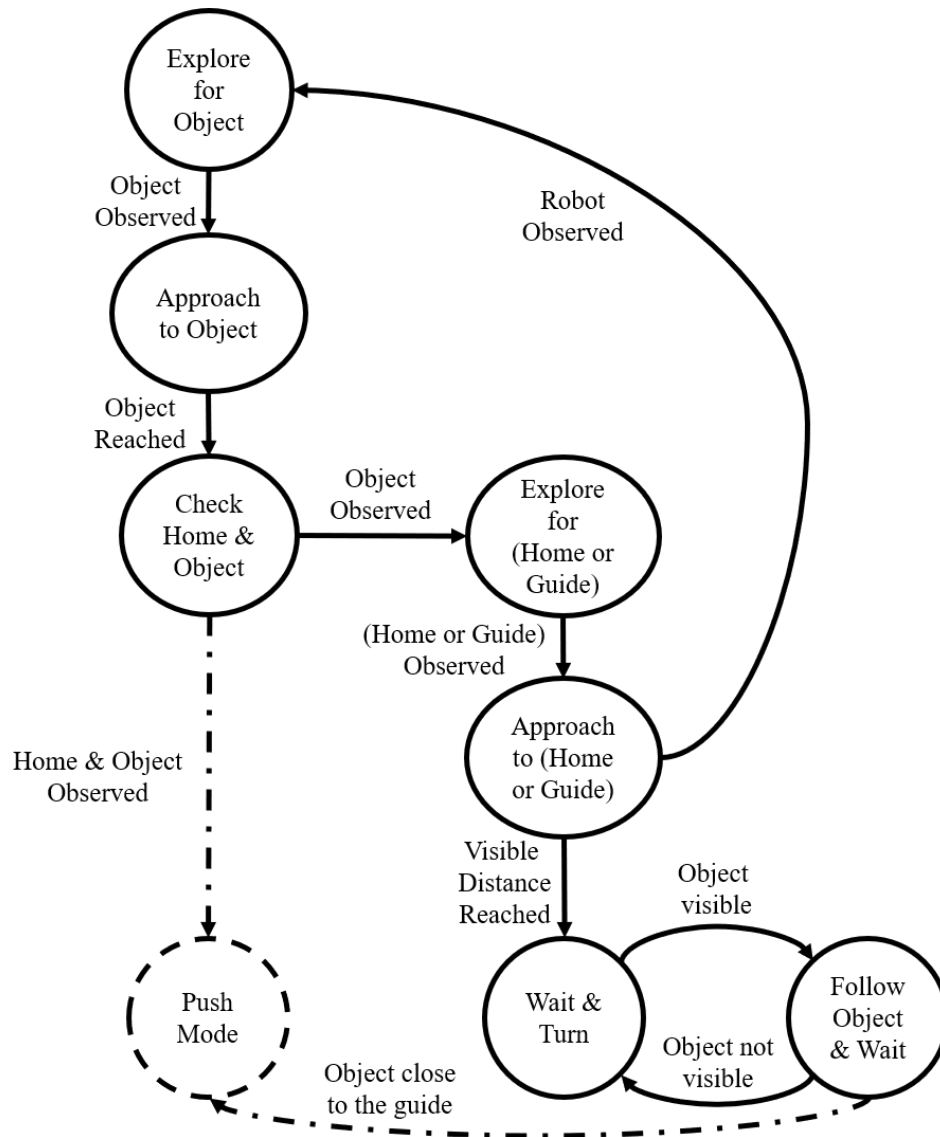 Explore
for
Object
Object
Observed
Robot
Observed
Approach
to Object
Object
Reached
Check
Home &
Object
Object
Observed
Explore
for
(Home or
Guide)
(Home or Guide)
Observed
Approach
to (Home
or Guide)
Home & Object
Observed
Visible
Distance
Reached
Object
visible
Push
Mode
Wait &
Turn
Follow
Object
& Wait
Object not
visible
Object close
to the guide